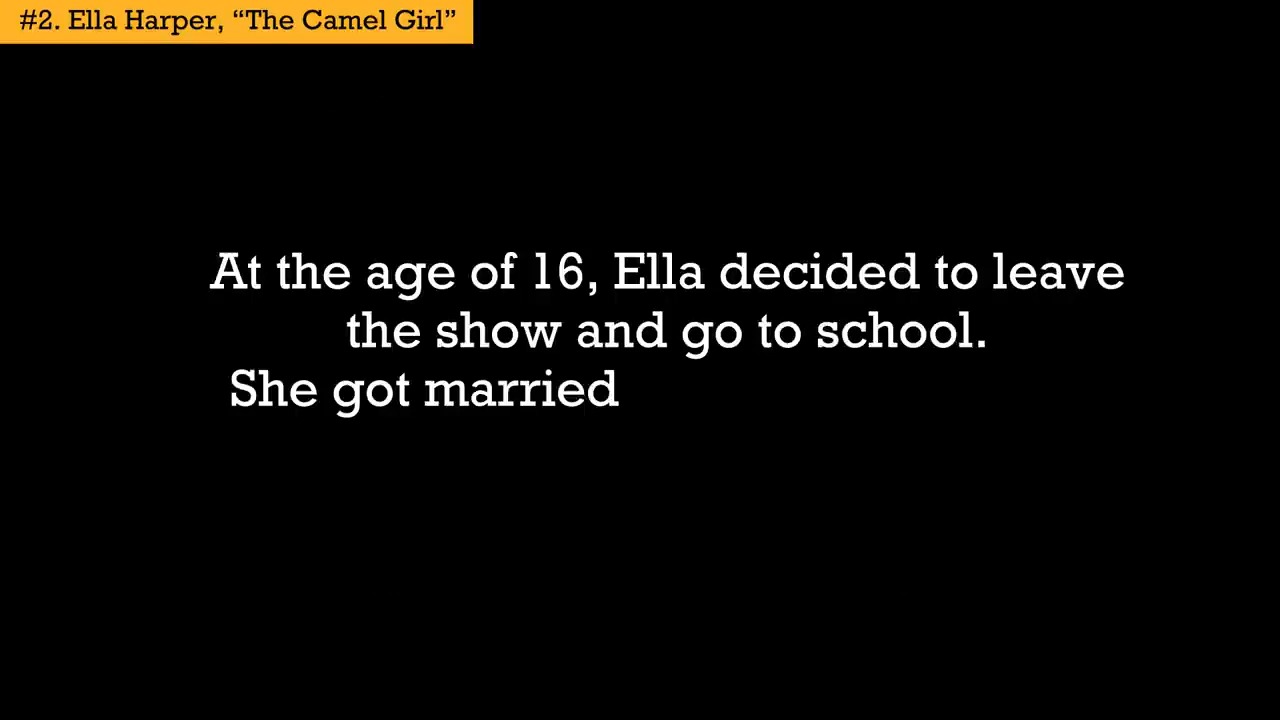 #2. Ella Harper, “The Camel Girl”
At the age of 16, Ella decided to leave
the show and go to school.
She got married